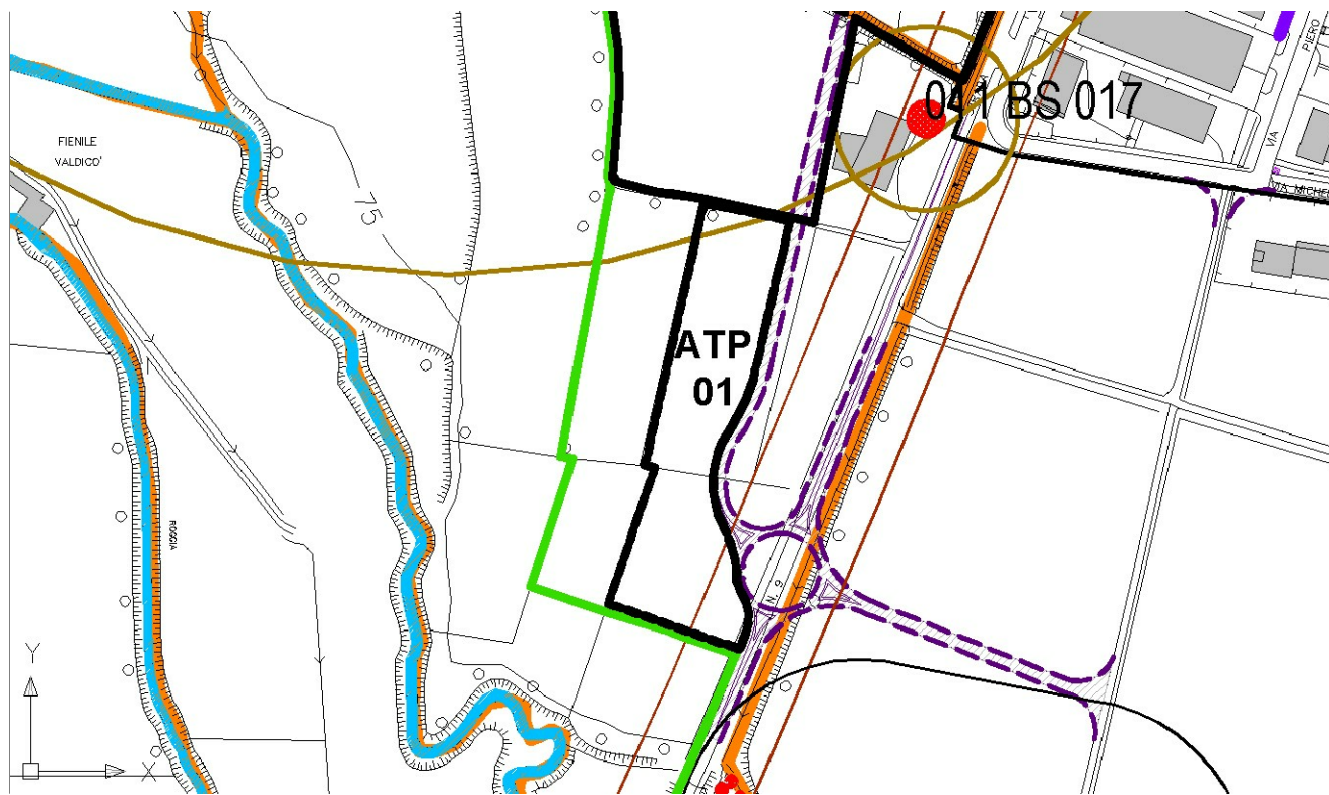 PIERO
041 BS 017
FIENILE
VALDICO'
VIA
VIA MICHE
75
ATP
01
ROGGIA
N. 9
Y
X